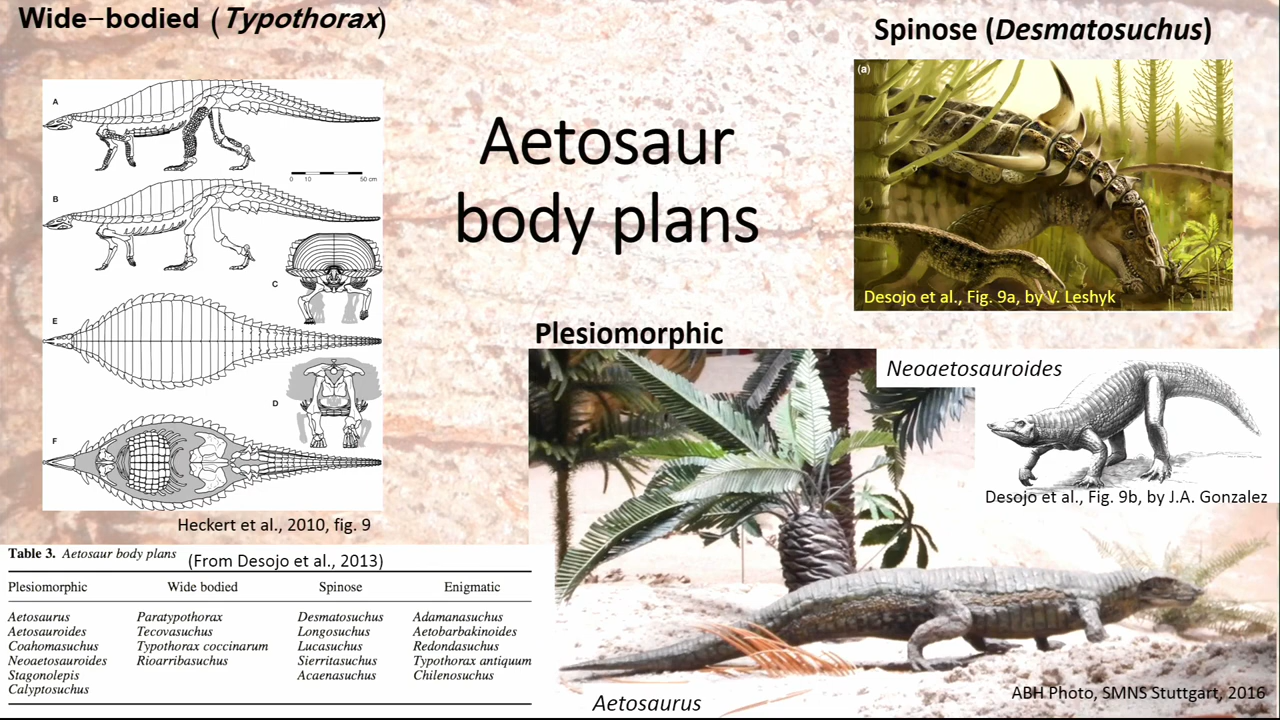 Wide–bodied (Typothorax)
Spinose (Desmatosuchus)
Aetosaur
body plans
A
0 10 50 cm
B
C
E
D
F
Heckert et al., 2010, fig. 9
(a)
Desojo et al., Fig. 9a, by V. Leshyk
Plesiomorphic
Neoaetosauroides
Desojo et al., Fig. 9b, by J.A. Gonzalez
Aetosaurus
ABH Photo, SMNS Stuttgart, 2016
Table 3. Aetosaur body plans (From Desojo et al., 2013)
Plesiomorphic Wide bodied Spinose Enigmatic
Aetosaurus Paratypothorax Desmatosuchus Adamanasuchus
Aetosauroides Tecovasuchus Longosuchus Aetobarbakinoides
Coahomasuchus Typothorax coccinarum Lucasuchus Redondasuchus
Neoaetosauroides Rioarribasuchus Sierritasuchus Typothorax antiquum
Stagonolepis Acaenasuchus Chilenosuchus
Calyptosuchus